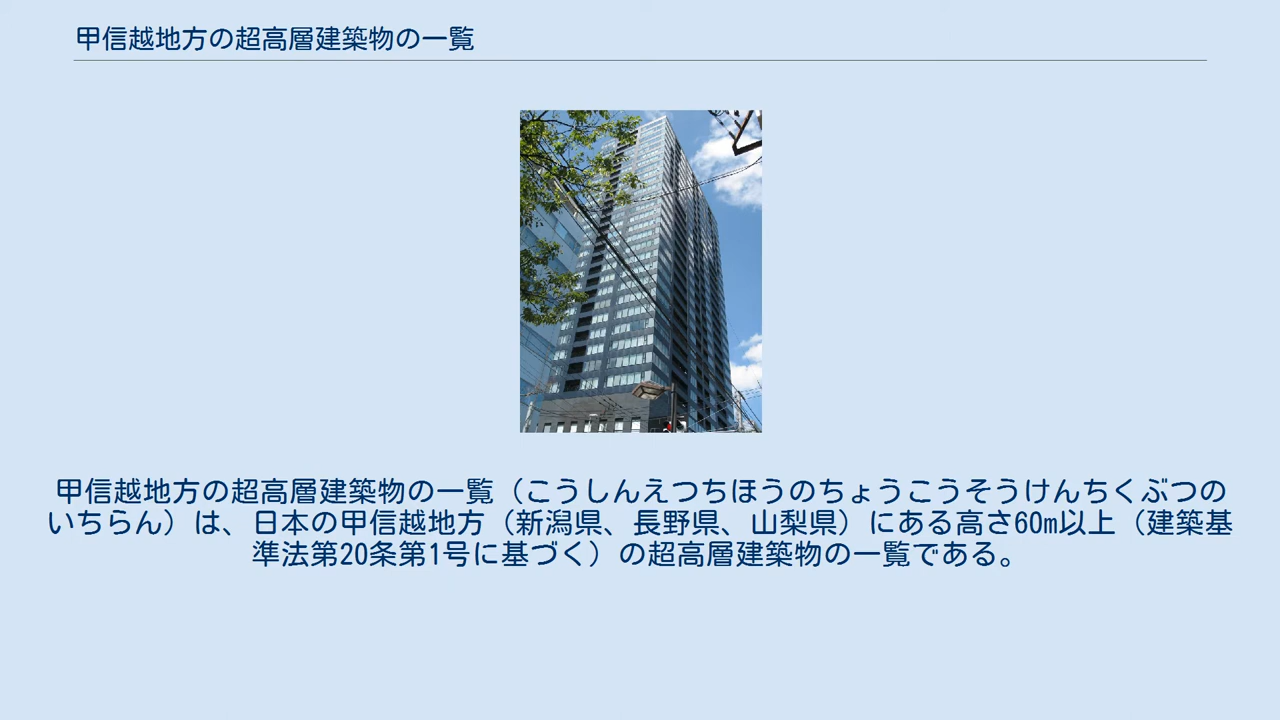 甲信越地方の超高層建築物の一覧
甲信越地方の超高層建築物の一覧（こうしんえつちほうのちょうこうそうけんちくぶつの
いちらん）は、日本の甲信越地方（新潟県、長野県、山梨県）にある高さ60m以上（建築基
準法第20条第1号に基づく）の超高層建築物の一覧である。